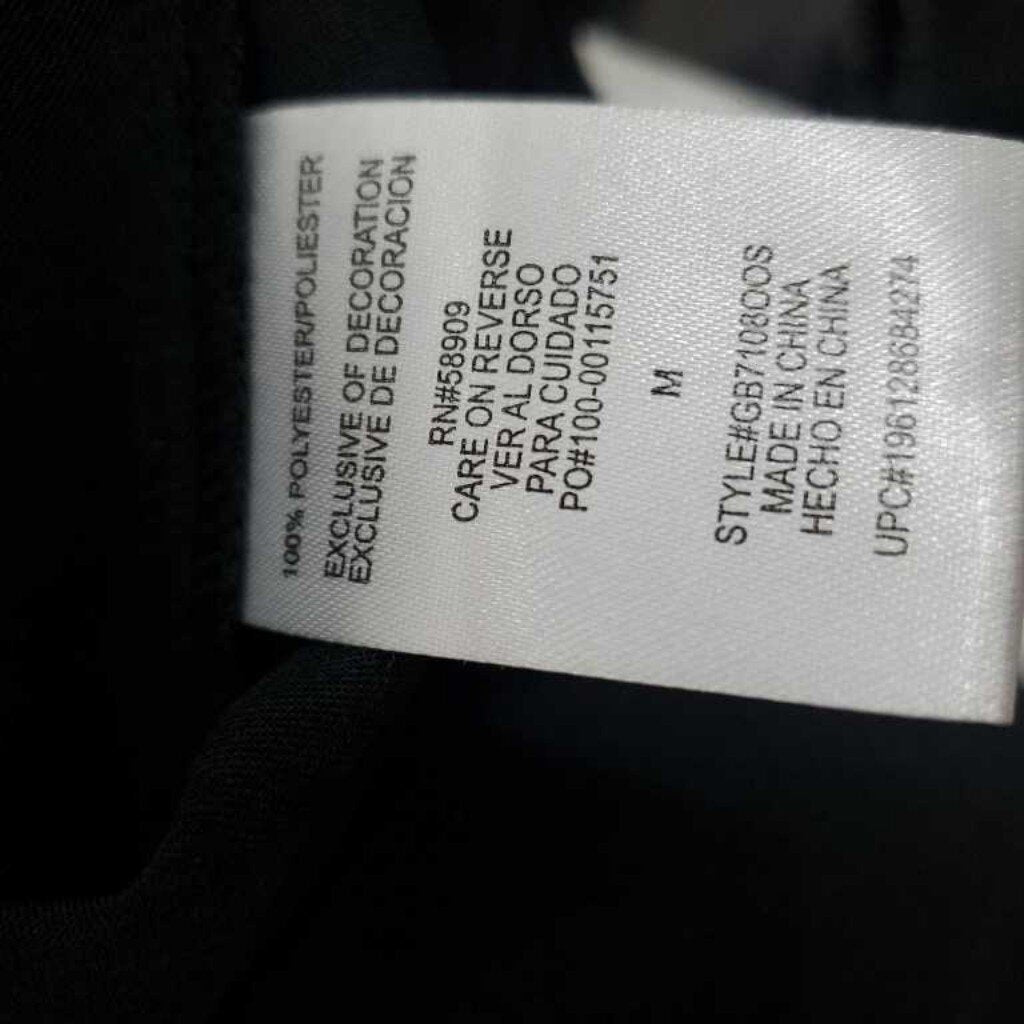 100% POLYESTER/POLIESTER
EXCLUSIVE OF DECORATION
EXCLUSIVE DE DECORACION
RN#58909
CARE ON REVERSE
VER AL DORSO
PARA CUIDADO
PO#100-00115751
M
STYLE#GB7108OOS
MADE IN CHINA
HECHO EN CHINA
UPC#196128684274